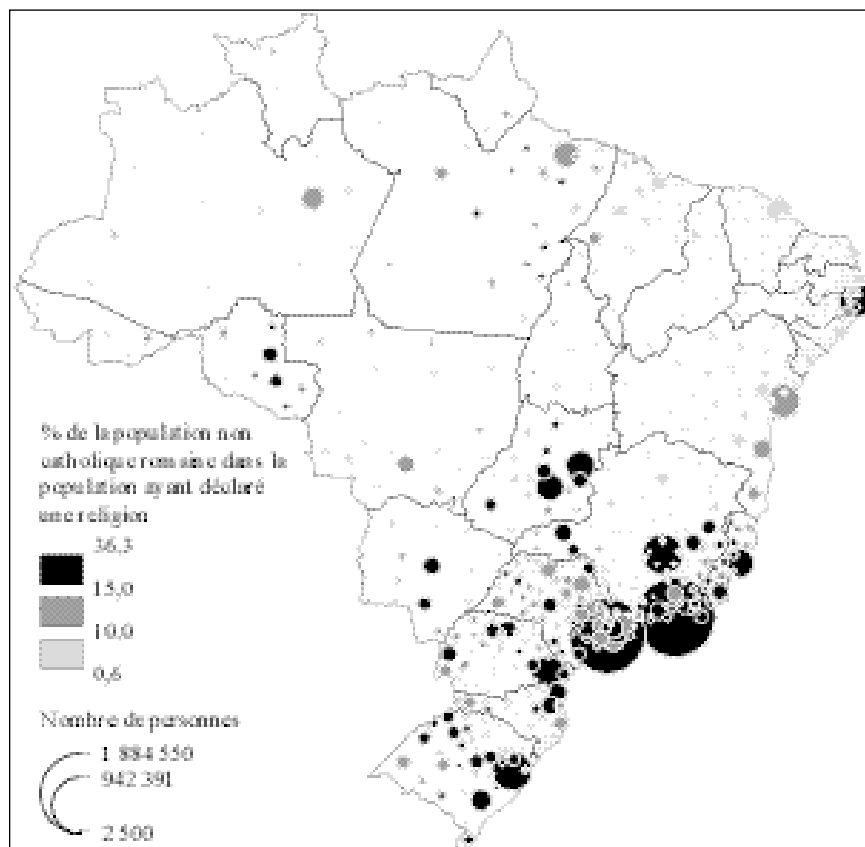 % de la population non
catholique romaine dans la
population ayant déclaré
une religion
36,3
15,0
10,0
0,6
Nombre de personnes
1 884 550
942 391
2 500